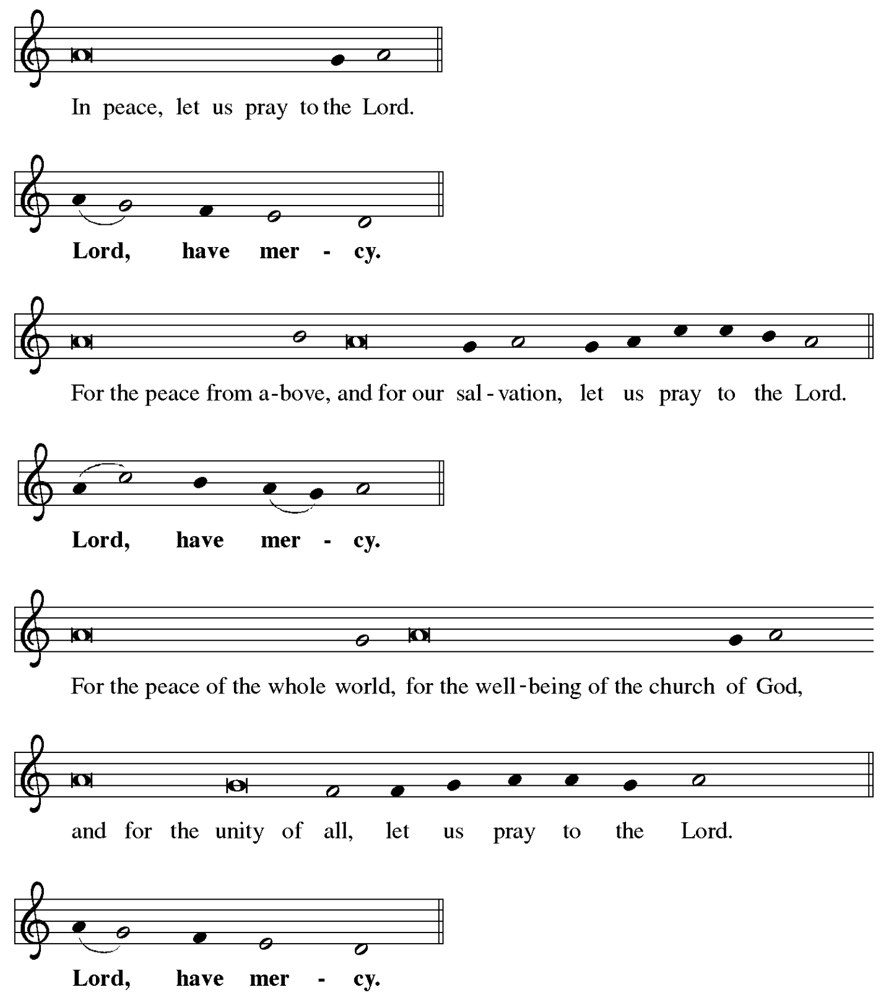 In peace, let us pray to the Lord.
Lord, have mer - cy.
For the peace from a-bove, and for our sal - vation, let us pray to the Lord.
Lord, have mer - cy.
For the peace of the whole world, for the well-being of the church of God,
and for the unity of all, let us pray to the Lord.
Lord, have mer - cy.